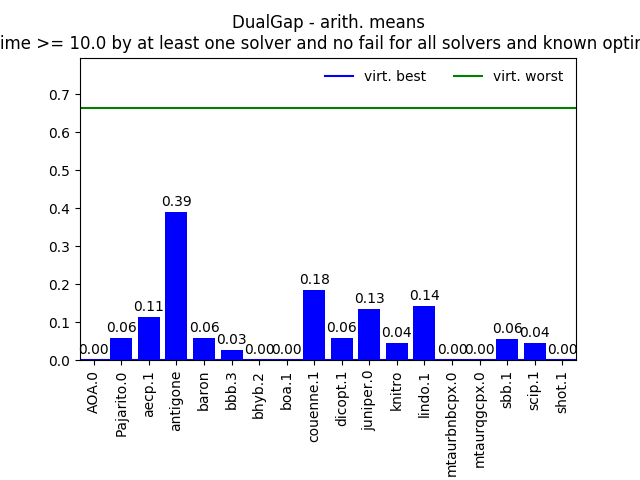 DualGap - arith. means
ime >= 10.0 by at least one solver and no fail for all solvers and known optim
virt. best
virt. worst
0.7
0.6
0.5
0.4
0.3
0.2
0.1
0.0
0.00
0.06
0.11
0.39
0.06
0.03
0.00
0.00
0.18
0.06
0.13
0.04
0.14
0.00
0.00
0.06
0.04
0.00
AOA.0
Pajarito.0
aecp.1
antigone
baron
bbb.3
bhyb.2
boa.1
couenne.1
dicopt.1
juniper.0
knitro
lindo.1
mtaurbnbcpx.0
mtaurqgcpx.0
sbb.1
scip.1
shot.1